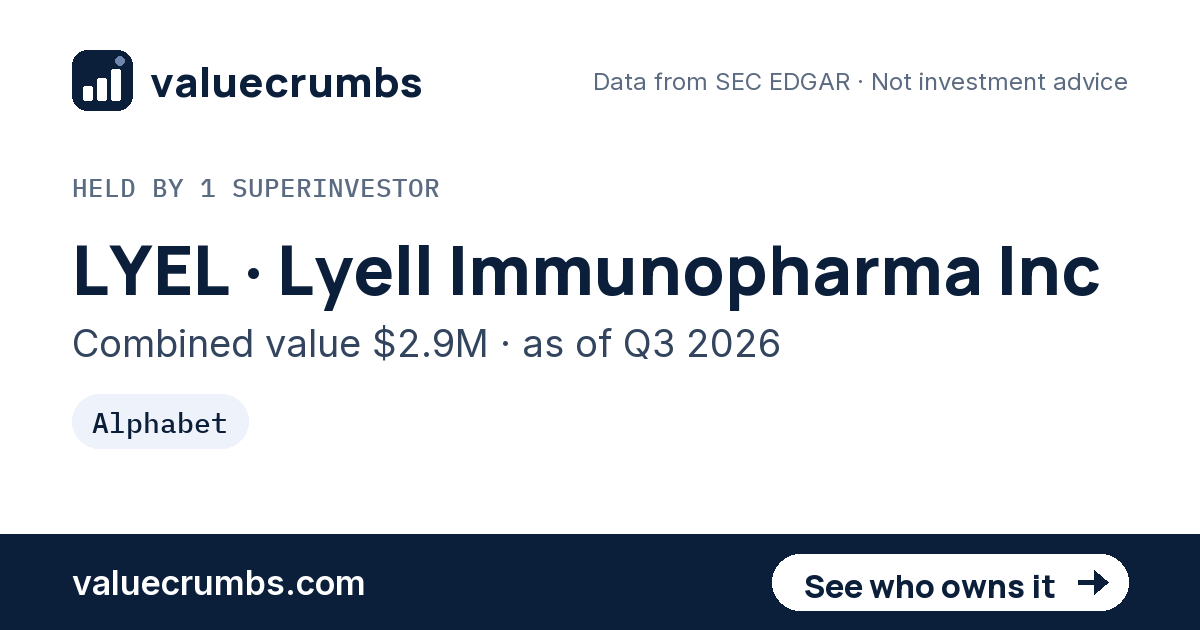 valuecrumbs
Data from SEC EDGAR · Not investment advice
HELD BY 1 SUPERINVESTOR
LYEL · Lyell Immunopharma Inc
Combined value $2.9M · as of Q3 2026
Alphabet
valuecrumbs.com
See who owns it →